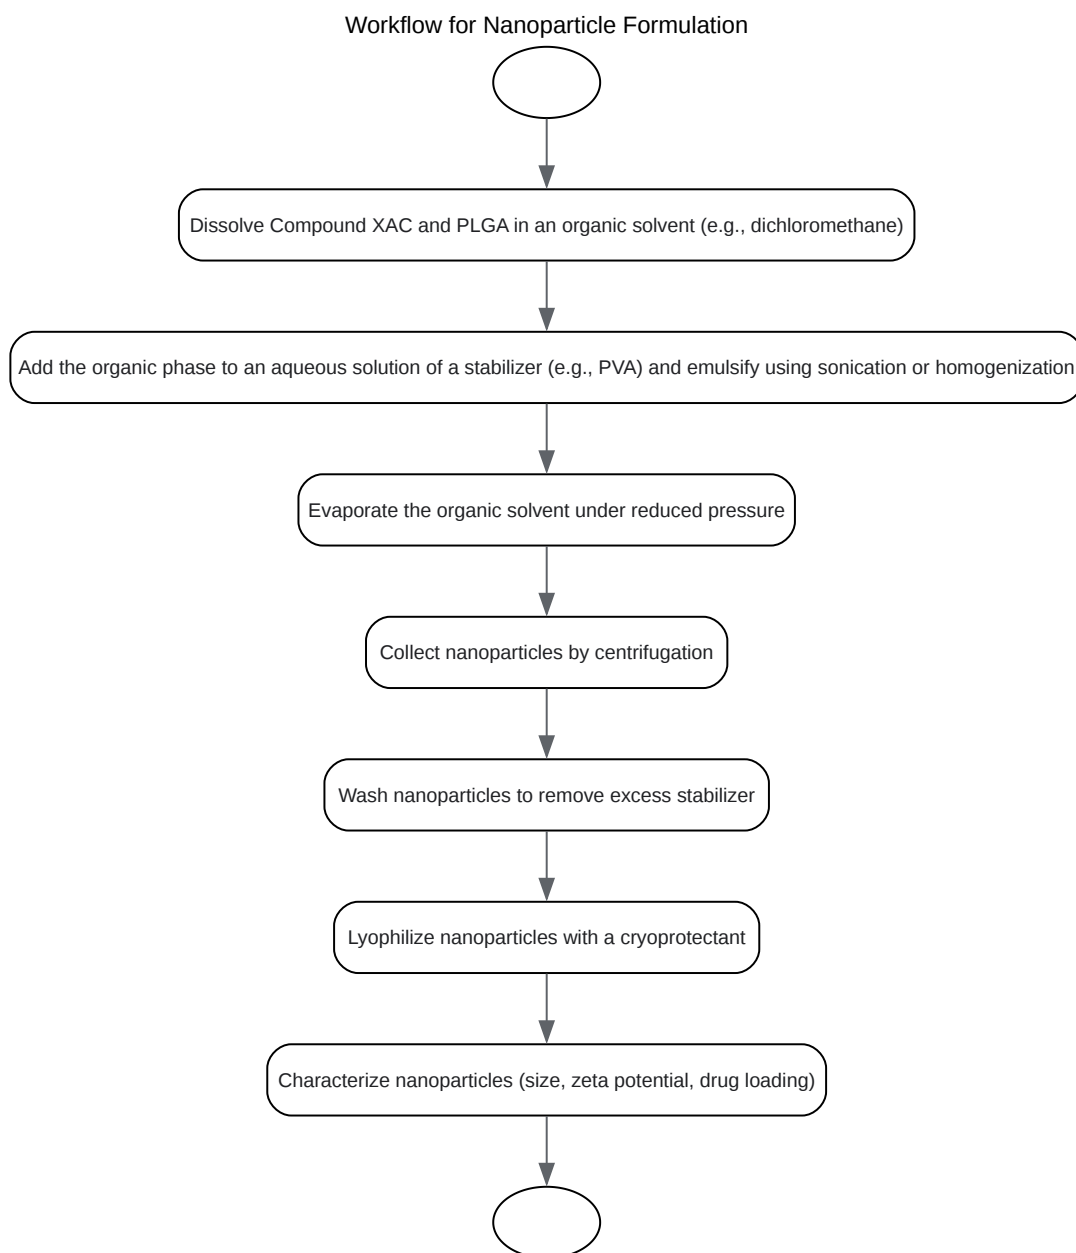 Workflow for Nanoparticle Formulation
Dissolve Compound XAC and PLGA in an organic solvent (e.g., dichloromethane)
Add the organic phase to an aqueous solution of a stabilizer (e.g., PVA) and emulsify using sonication or homogenization
Evaporate the organic solvent under reduced pressure
Collect nanoparticles by centrifugation
Wash nanoparticles to remove excess stabilizer
Lyophilize nanoparticles with a cryoprotectant
Characterize nanoparticles (size, zeta potential, drug loading)